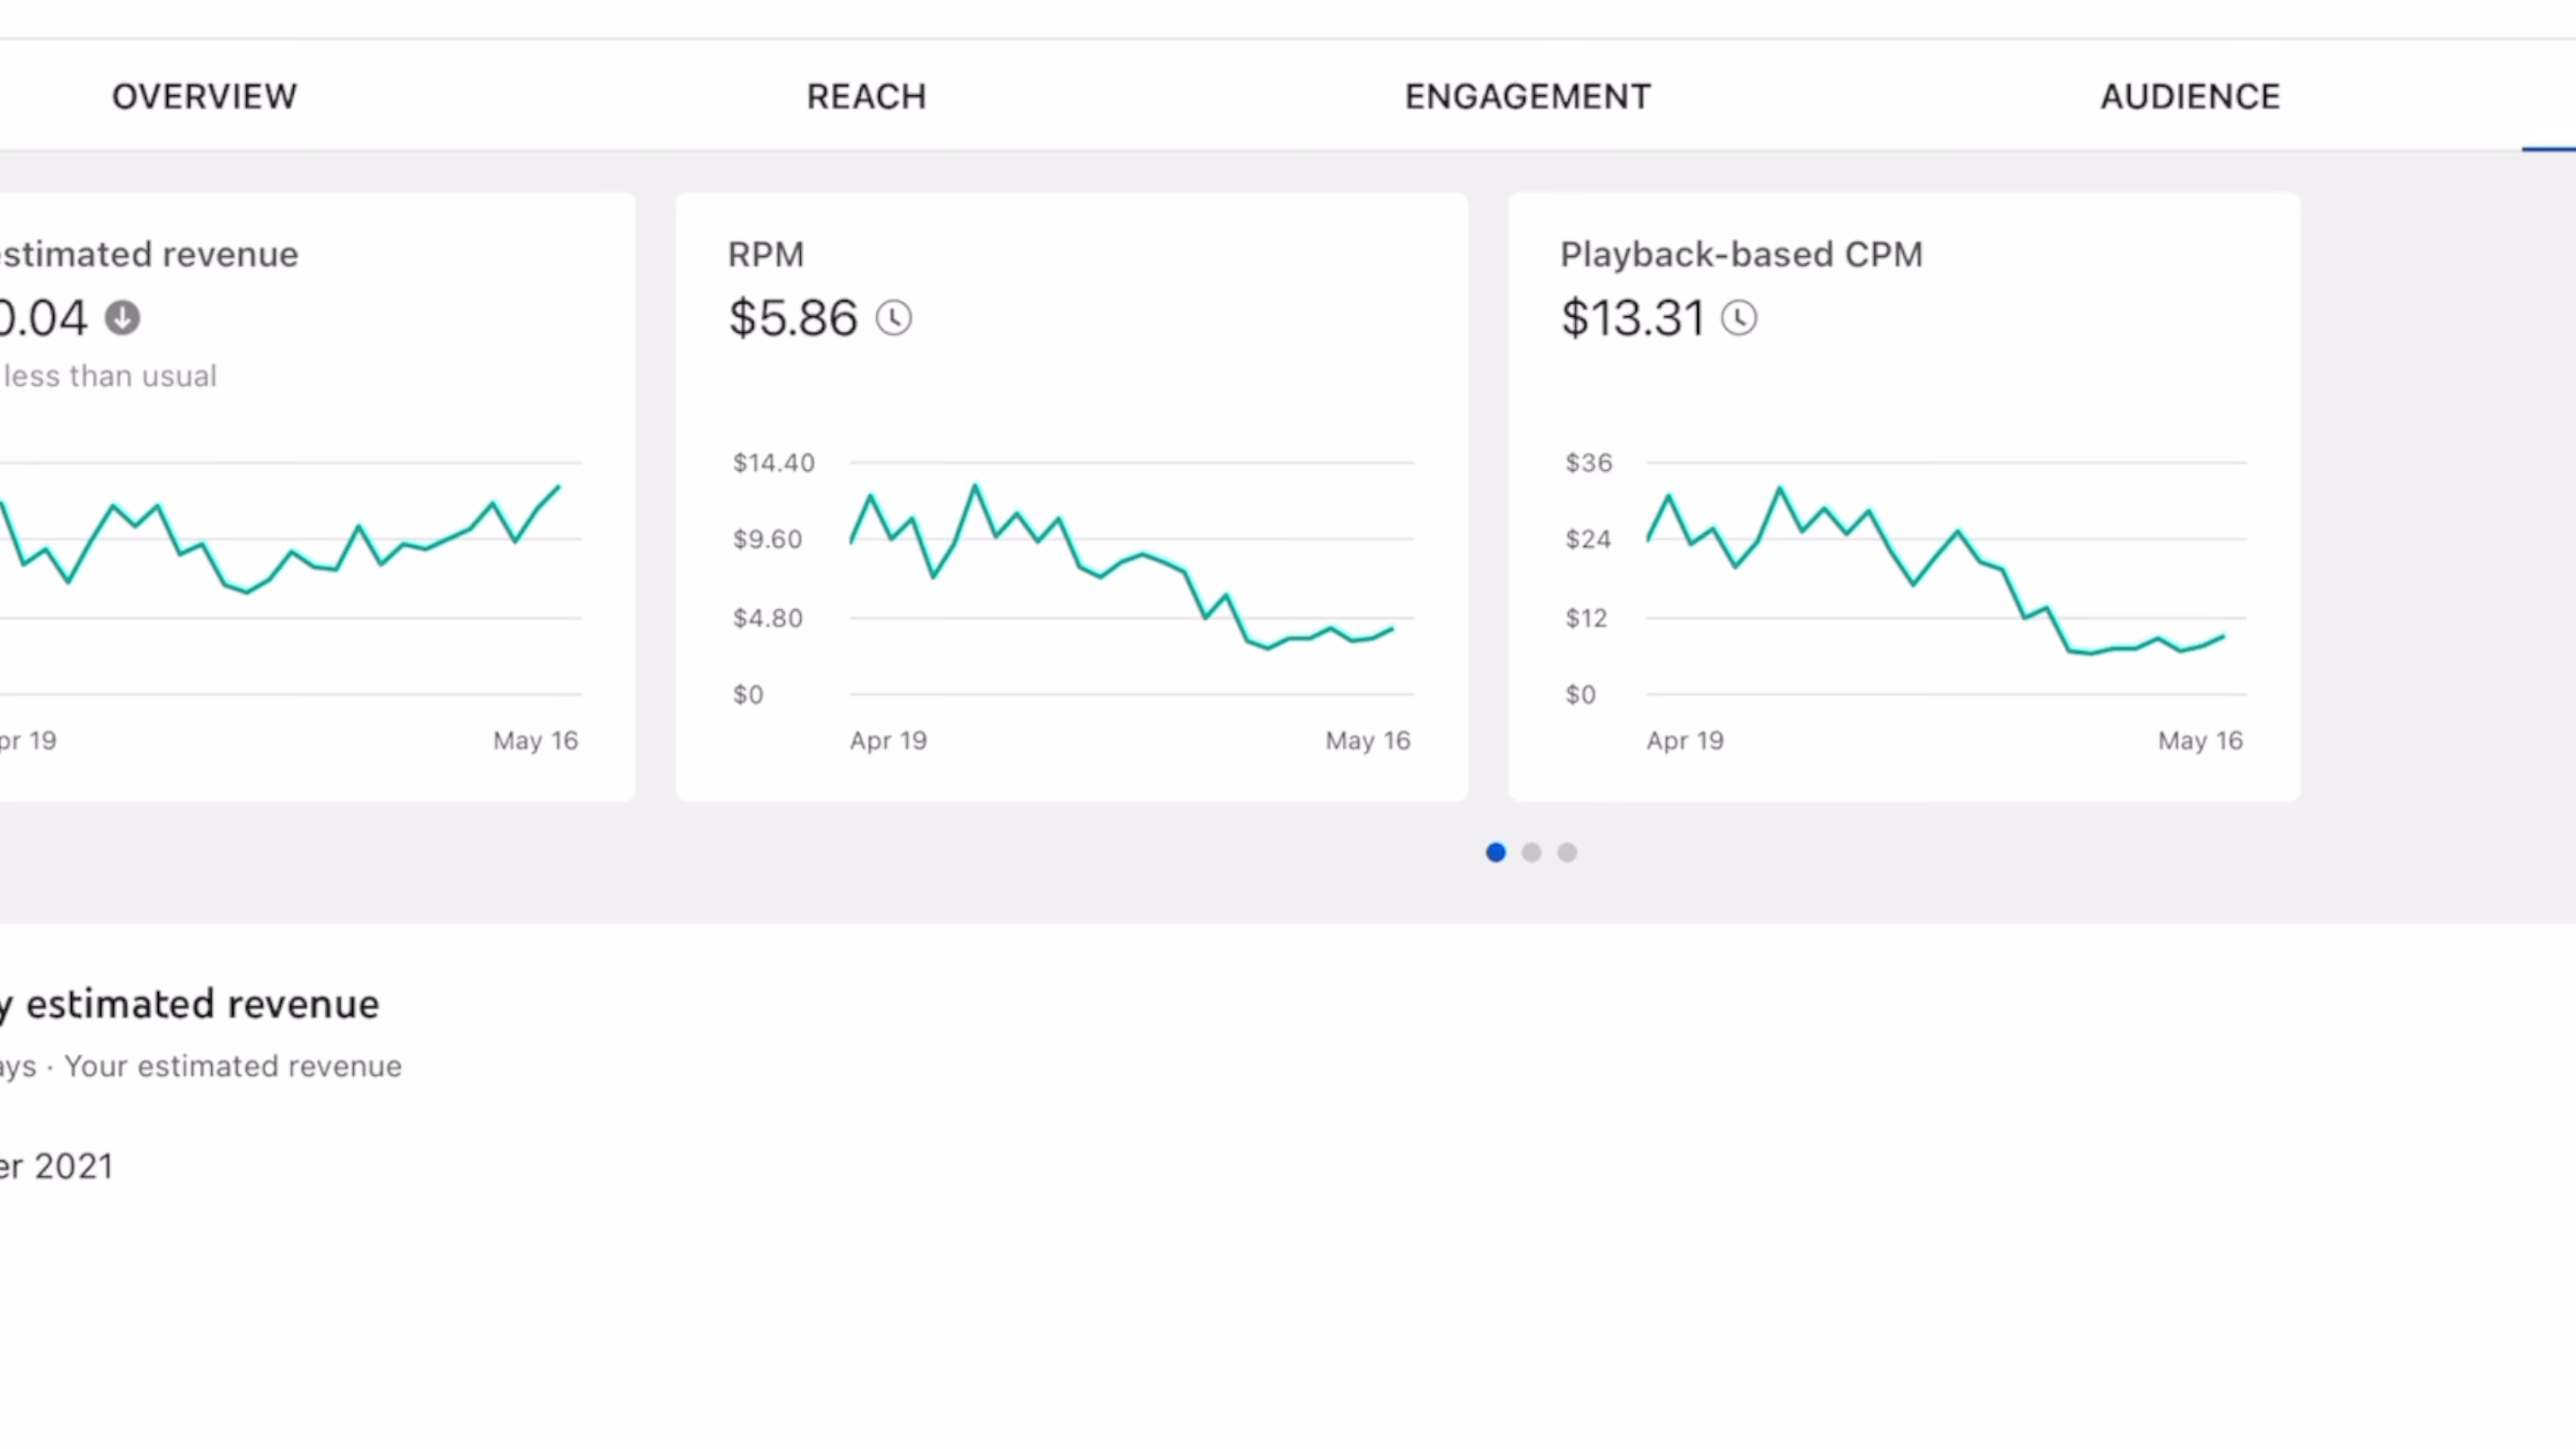 OVERVIEW REACH ENGAGEMENT AUDIENCE
estimated revenue
0.04
less than usual
pr 19 May 16
RPM
$5.86
$14.40
$9.60
$4.80
$0
Apr 19 May 16
Playback-based CPM
$13.31
$36
$24
$12
$0
Apr 19 May 16
y estimated revenue
ays · Your estimated revenue
er 2021